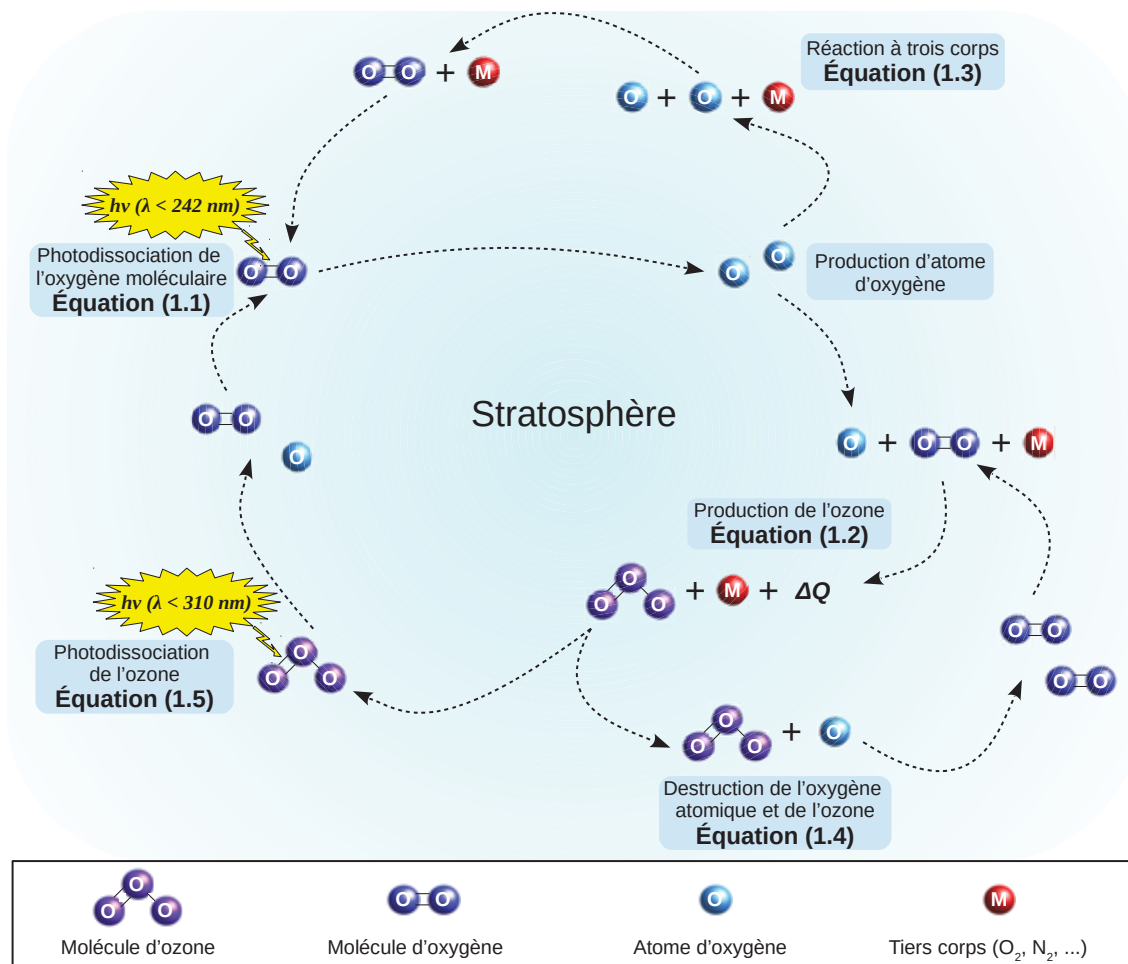 O O + M
Réaction à trois corps
Équation (1.3)
O + O + M
hν (λ < 242 nm)
Photodissociation de
l'oxygène moléculaire
Équation (1.1)
O O
O O
Production d'atome
d'oxygène
Stratosphère
O O
O
O + O O + M
Production de l'ozone
Équation (1.2)
O O O + M + ΔQ
hν (λ < 310 nm)
Photodissociation
de l'ozone
Équation (1.5)
O O O
O O
O O
O O O + O
Destruction de l'oxygène
atomique et de l'ozone
Équation (1.4)
O O O
Molécule d'ozone
O O
Molécule d'oxygène
O
Atome d'oxygène
M
Tiers corps (O₂, N₂, ...)